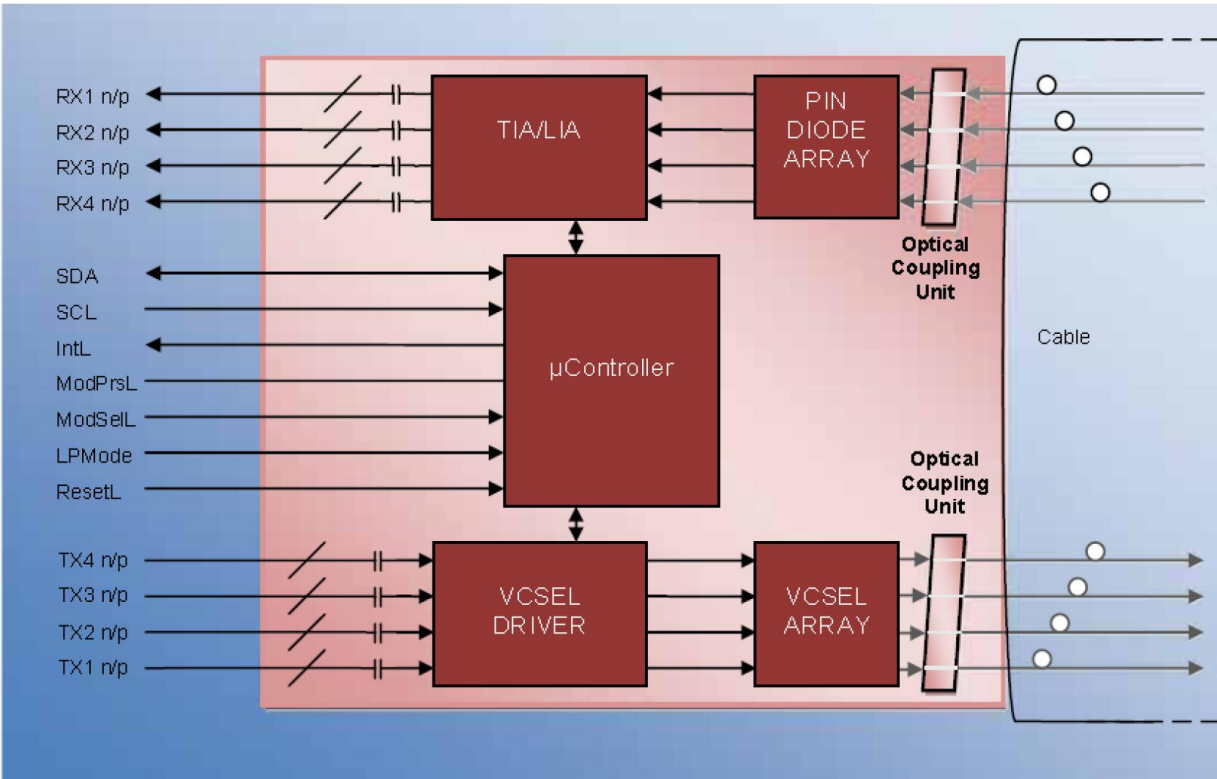 RX1 n/p
RX2 n/p
RX3 n/p
RX4 n/p
TIA/LIA
PIN
DIODE
ARRAY
Optical
Coupling
Unit
SDA
SCL
IntL
ModPrsL
ModSelL
LPMode
ResetL
µController
Cable
Optical
Coupling
Unit
TX4 n/p
TX3 n/p
TX2 n/p
TX1 n/p
VCSEL
DRIVER
VCSEL
ARRAY